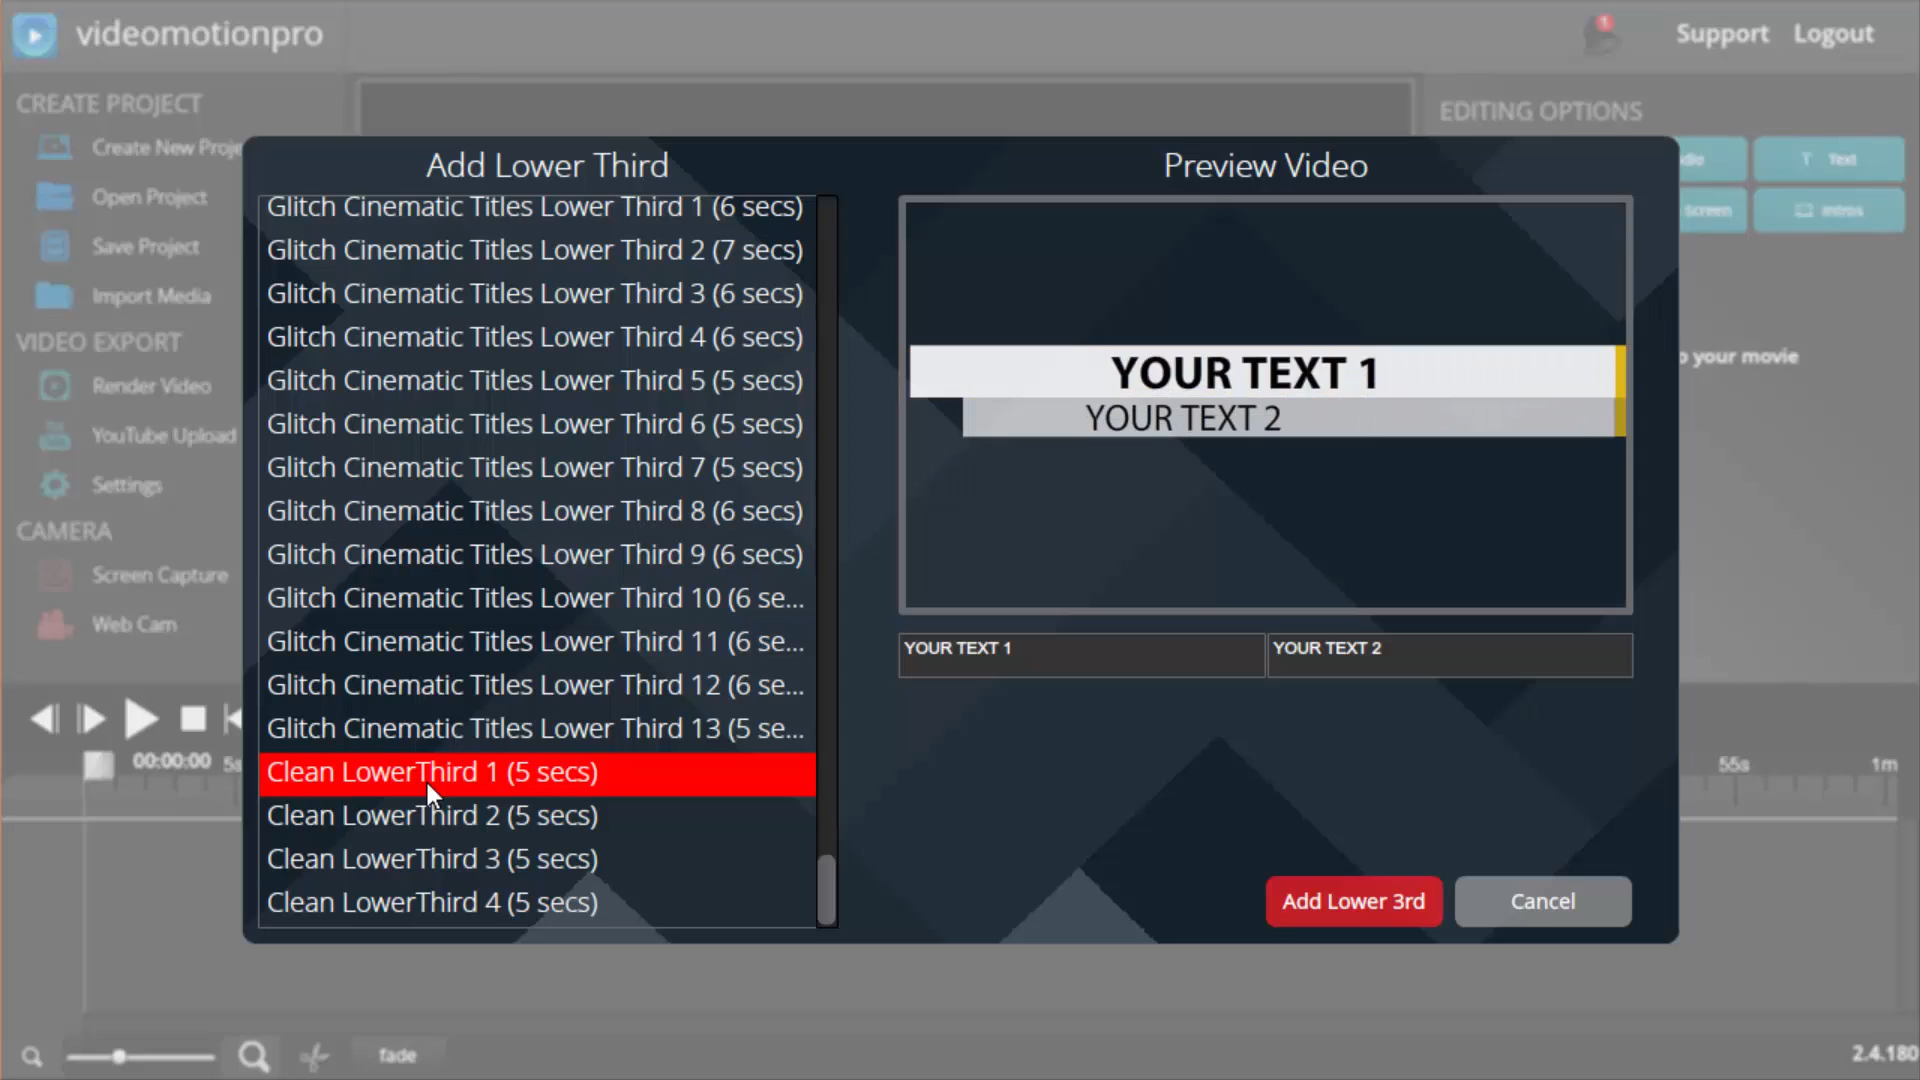 videomotionpro
1
Support
Logout
CREATE PROJECT
Create New Proje
Open Project
Save Project
Import Media
VIDEO EXPORT
Render Video
YouTube Upload
Settings
CAMERA
Screen Capture
Web Cam
EDITING OPTIONS
Text
Screen
Intros
o your movie
Add Lower Third
Glitch Cinematic Titles Lower Third 1 (6 secs)
Glitch Cinematic Titles Lower Third 2 (7 secs)
Glitch Cinematic Titles Lower Third 3 (6 secs)
Glitch Cinematic Titles Lower Third 4 (6 secs)
Glitch Cinematic Titles Lower Third 5 (5 secs)
Glitch Cinematic Titles Lower Third 6 (5 secs)
Glitch Cinematic Titles Lower Third 7 (5 secs)
Glitch Cinematic Titles Lower Third 8 (6 secs)
Glitch Cinematic Titles Lower Third 9 (6 secs)
Glitch Cinematic Titles Lower Third 10 (6 se...
Glitch Cinematic Titles Lower Third 11 (6 se...
Glitch Cinematic Titles Lower Third 12 (6 se...
Glitch Cinematic Titles Lower Third 13 (5 se...
Clean LowerThird 1 (5 secs)
Clean LowerThird 2 (5 secs)
Clean LowerThird 3 (5 secs)
Clean LowerThird 4 (5 secs)
Preview Video
YOUR TEXT 1
YOUR TEXT 2
YOUR TEXT 1
YOUR TEXT 2
Add Lower 3rd
Cancel
00:00:00
5s
55s
1m
fade
2.4.180